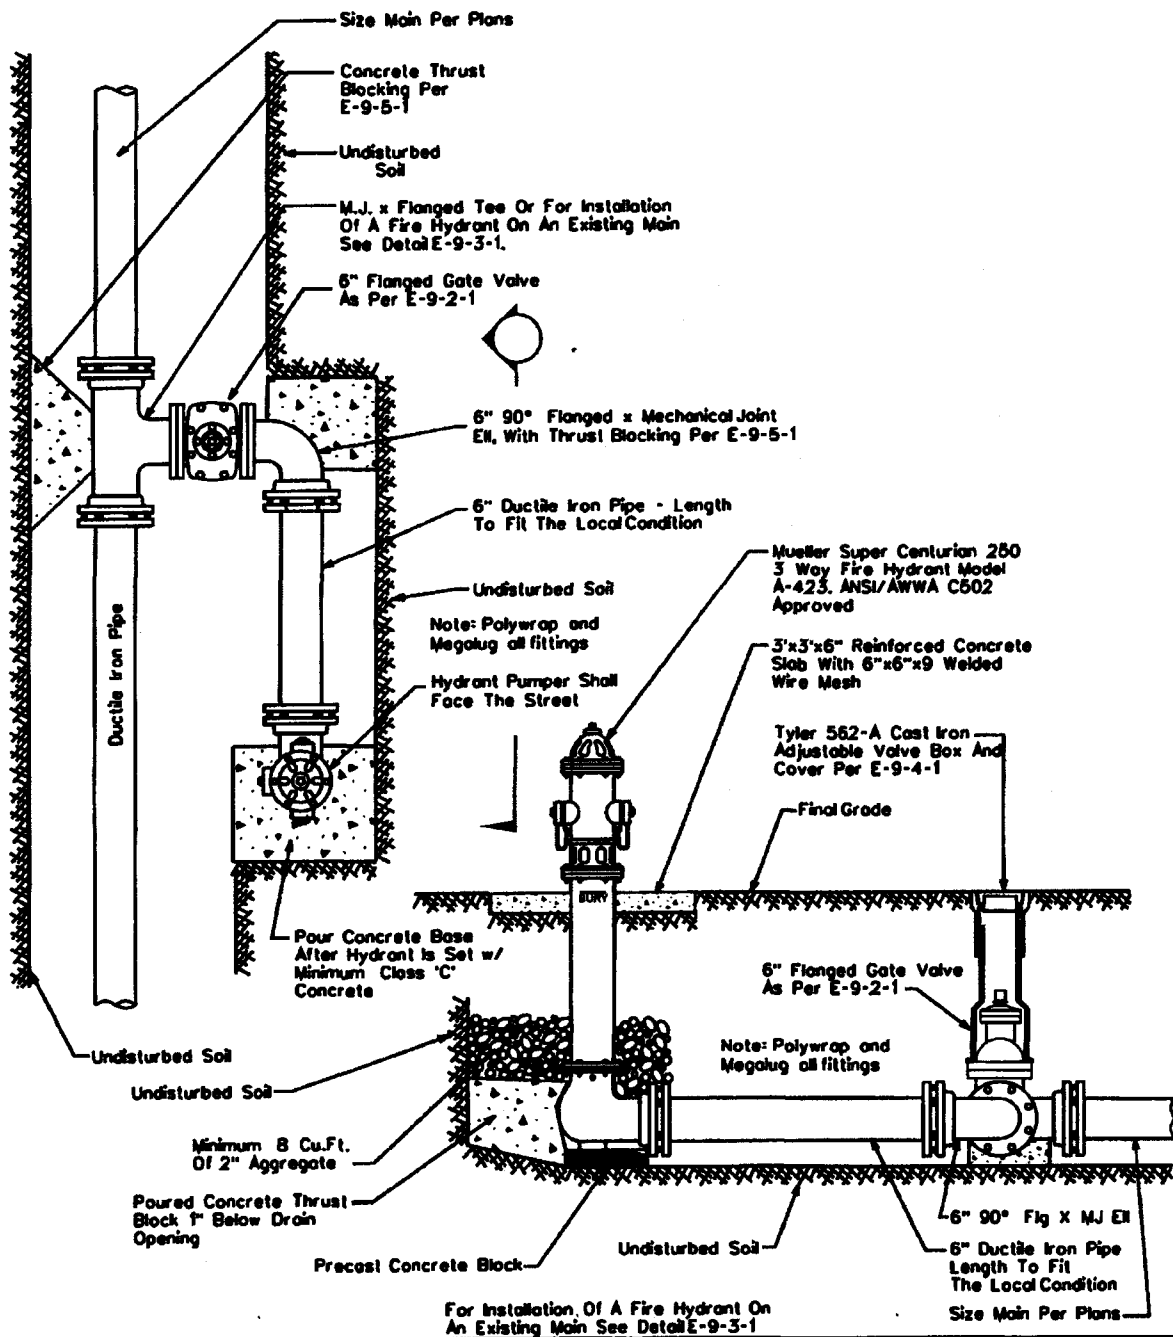 Size Main Per Plans
Concrete Thrust
Blocking Per
E-9-5-1
Undisturbed
Soil
M.J. x Flanged Tee Or For Installation
Of A Fire Hydrant On An Existing Main
See Detail E-9-3-1.
6" Flanged Gate Valve
As Per E-9-2-1
6" 90° Flanged x Mechanical Joint
Ell, With Thrust Blocking Per E-9-5-1
6" Ductile Iron Pipe - Length
To Fit The Local Condition
Ductile Iron Pipe
Undisturbed Soil
Note: Polywrap and
Megalug all fittings
Hydrant Pumper Shall
Face The Street
Mueller Super Centurian 250
3 Way Fire Hydrant Model
A-423. ANSI/AWWA C502
Approved
3'x3'x6" Reinforced Concrete
Slab With 6"x6"x9 Welded
Wire Mesh
Tyler 562-A Cast Iron
Adjustable Valve Box And
Cover Per E-9-4-1
Final Grade
BURY
Pour Concrete Base
After Hydrant Is Set w/
Minimum Class 'C'
Concrete
6" Flanged Gate Valve
As Per E-9-2-1
Undisturbed Soil
Note: Polywrap and
Megalug all fittings
Undisturbed Soil
Minimum 8 Cu.Ft.
Of 2" Aggregate
Poured Concrete Thrust
Block 1" Below Drain
Opening
Precast Concrete Block
Undisturbed Soil
6" 90° Flg X MJ Ell
6" Ductile Iron Pipe
Length To Fit
The Local Condition
Size Main Per Plans
For Installation Of A Fire Hydrant On
An Existing Main See Detail E-9-3-1